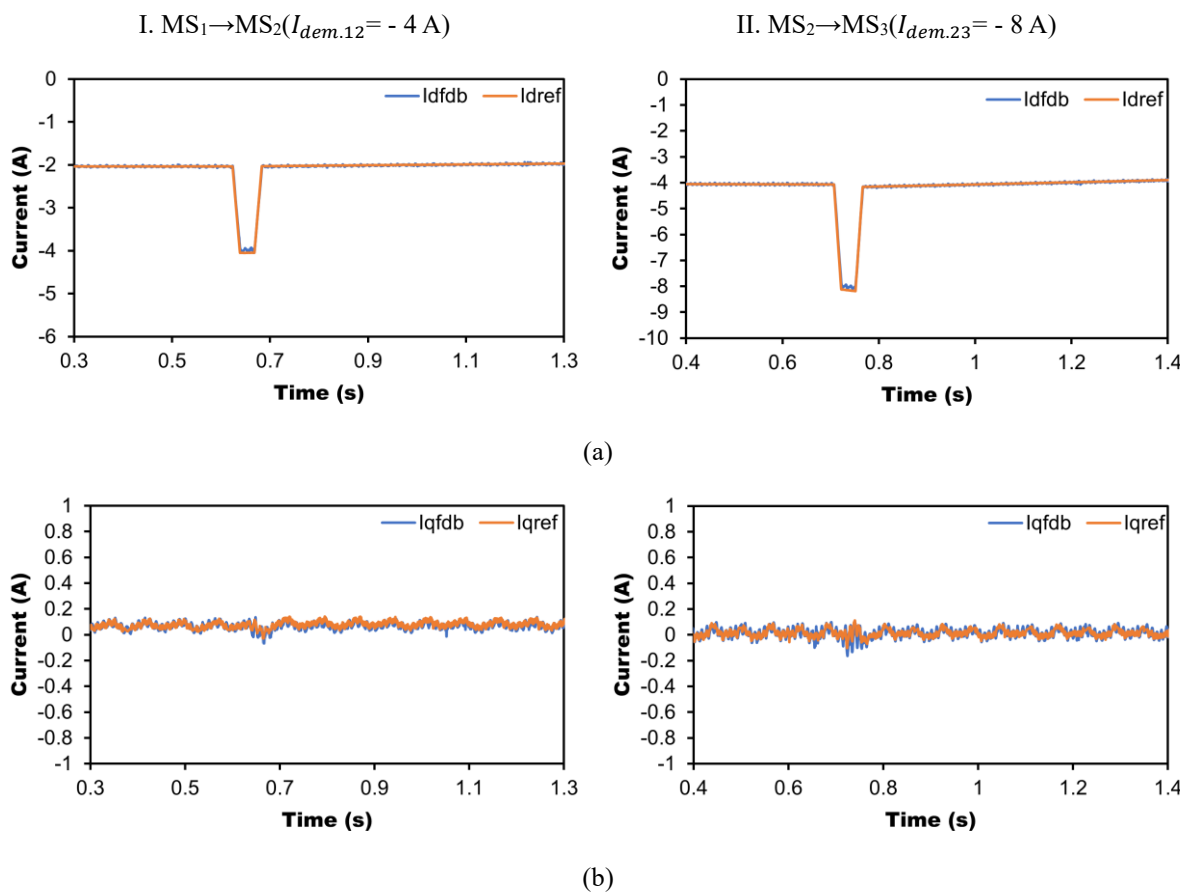 I. MS₁→MS₂(I_dem.12= - 4 A)
II. MS₂→MS₃(I_dem.23= - 8 A)
0
-1
-2
-3
-4
-5
-6
Current (A)
Idfdb Idref
0.3 0.5 0.7 0.9 1.1 1.3
Time (s)
0
-1
-2
-3
-4
-5
-6
-7
-8
-9
-10
Current (A)
Idfdb Idref
0.4 0.6 0.8 1 1.2 1.4
Time (s)
(a)
1
0.8
0.6
0.4
0.2
0
-0.2
-0.4
-0.6
-0.8
-1
Current (A)
Iqfdb Iqref
0.3 0.5 0.7 0.9 1.1 1.3
Time (s)
1
0.8
0.6
0.4
0.2
0
-0.2
-0.4
-0.6
-0.8
-1
Current (A)
Iqfdb Iqref
0.4 0.6 0.8 1 1.2 1.4
Time (s)
(b)